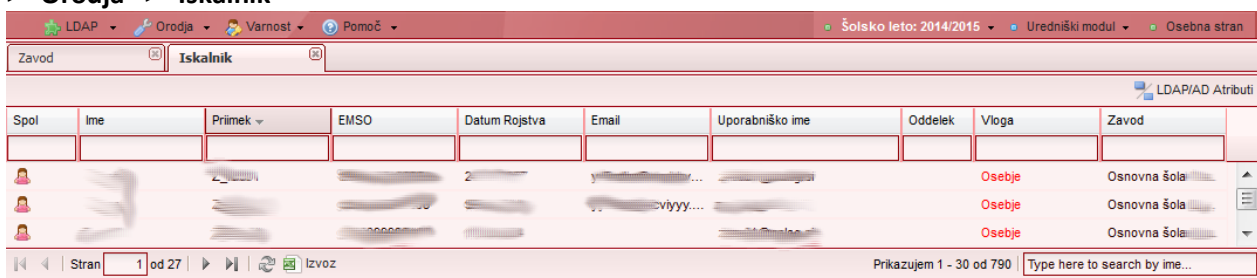 > Orodja -> Iskalnik
LDAP Orodja Varnost Pomoč Šolsko leto: 2014/2015 Uredniški modul Osebna stran
Zavod Iskalnik
LDAP/AD Atributi
Spol Ime Priimek EMSO Datum Rojstva Email Uporabniško ime Oddelek Vloga Zavod
Osebje Osnovna šola
Osebje Osnovna šola
Osebje Osnovna šola
Stran 1 od 27 Izvoz Prikazujem 1 - 30 od 790 Type here to search by ime...